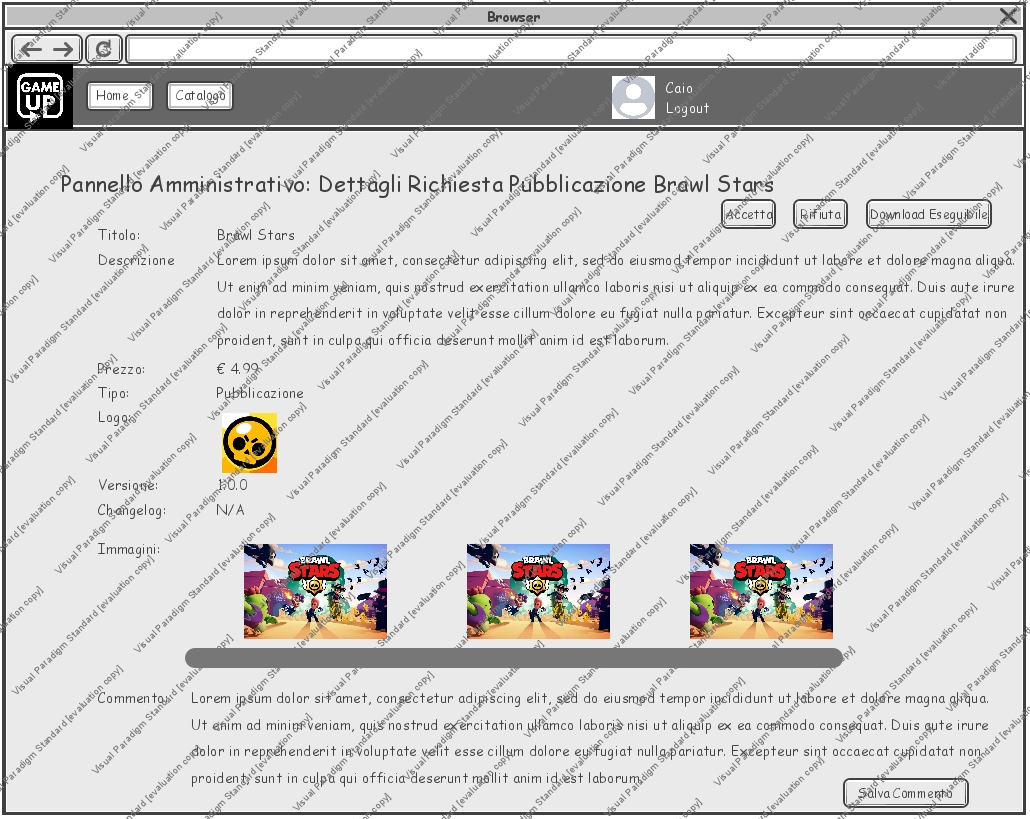 Browser
GAME
UP
Home
Catalogo
Caio
Logout
Pannello Amministrativo: Dettagli Richiesta Pubblicazione Brawl Stars
Accetta
Rifiuta
Download Eseguibile
Titolo:
Brawl Stars
Descrizione
Lorem ipsum dolor sit amet, consectetur adipiscing elit, sed do eiusmod tempor incididunt ut labore et dolore magna aliqua.
Ut enim ad minim veniam, quis nostrud exercitation ullamco laboris nisi ut aliquip ex ea commodo consequat. Duis aute irure
dolor in reprehenderit in voluptate velit esse cillum dolore eu fugiat nulla pariatur. Excepteur sint occaecat cupidatat non
proident, sunt in culpa qui officia deserunt mollit anim id est laborum.
Prezzo:
€ 4.99
Tipo:
Pubblicazione
Logo:
Versione:
1.0.0
Changelog:
N/A
Immagini:
BRAWL
STARS
BRAWL
STARS
BRAWL
STARS
Commento:
Lorem ipsum dolor sit amet, consectetur adipiscing elit, sed do eiusmod tempor incididunt ut labore et dolore magna aliqua.
Ut enim ad minim veniam, quis nostrud exercitation ullamco laboris nisi ut aliquip ex ea commodo consequat. Duis aute irure
dolor in reprehenderit in voluptate velit esse cillum dolore eu fugiat nulla pariatur. Excepteur sint occaecat cupidatat non
proident, sunt in culpa qui officia deserunt mollit anim id est laborum.
Salva Commento
Visual Paradigm Standard [evaluation copy]